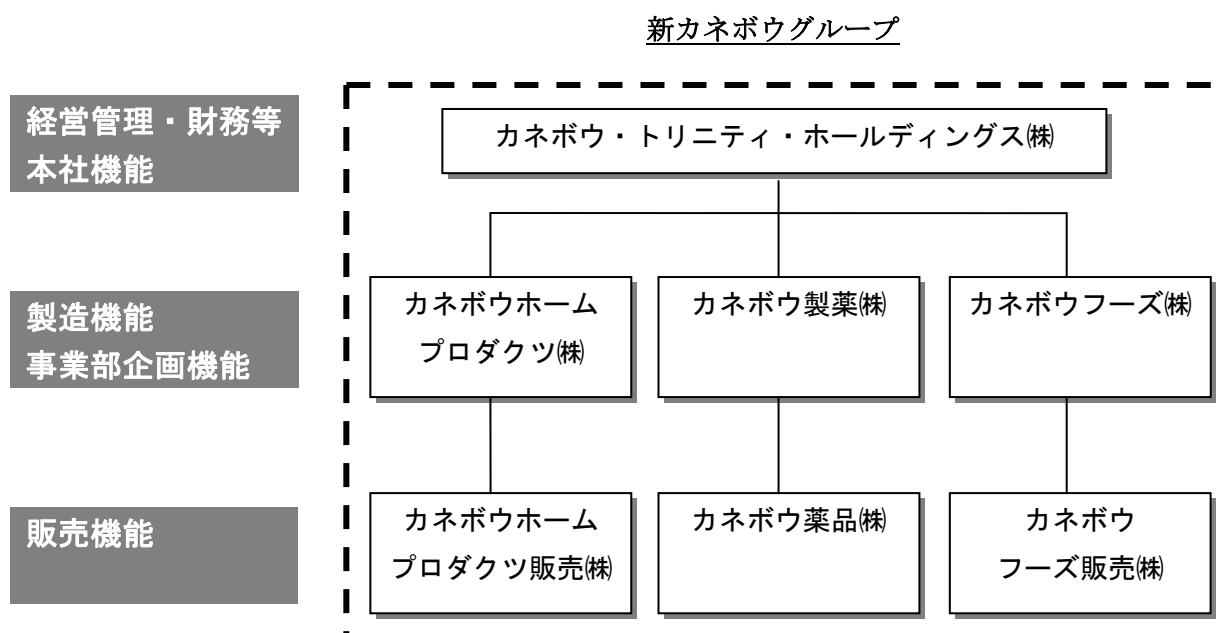 新カネボウグループ
経営管理・財務等
本社機能
カネボウ・トリニティ・ホールディングス㈱
製造機能
事業部企画機能
カネボウホーム
プロダクツ㈱
カネボウ製薬㈱
カネボウフーズ㈱
販売機能
カネボウホーム
プロダクツ販売㈱
カネボウ薬品㈱
カネボウ
フーズ販売㈱